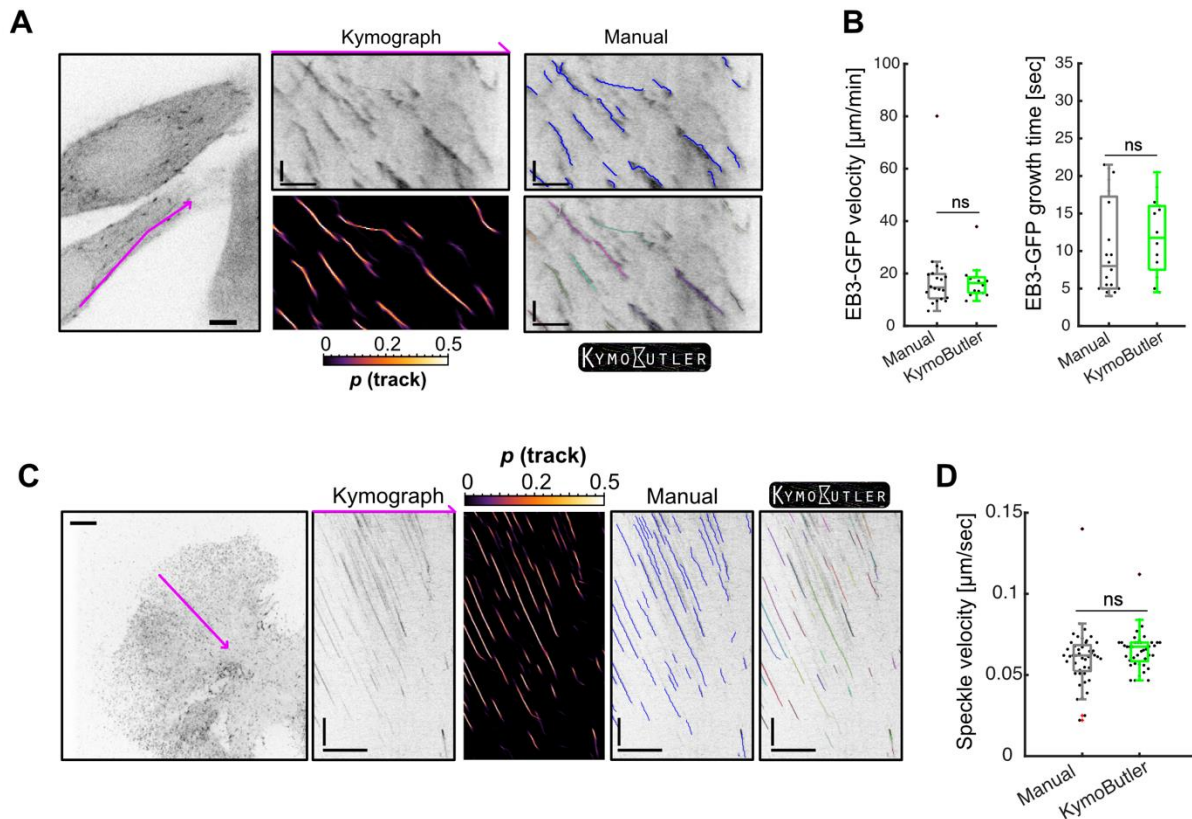 A
Kymograph
Manual
0 0.2 0.5
p (track)
KYMOBUTLER
B
EB3-GFP velocity [µm/min]
100
80
60
40
20
0
ns
Manual
KymoButler
EB3-GFP growth time [sec]
35
30
25
20
15
10
5
0
ns
Manual
KymoButler
C
p (track)
0 0.2 0.5
Kymograph
Manual
KYMOBUTLER
D
Speckle velocity [µm/sec]
0.15
0.1
0.05
0
ns
Manual
KymoButler